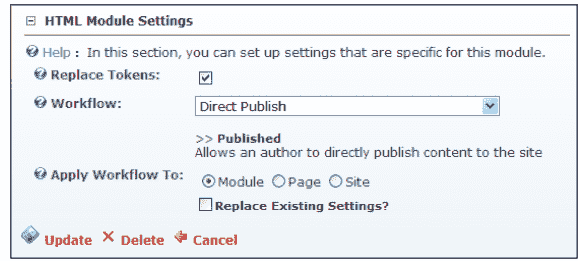 HTML Module Settings
Help : In this section, you can set up settings that are specific for this module.
Replace Tokens:
Workflow: Direct Publish
>> Published
Allows an author to directly publish content to the site
Apply Workflow To: Module Page Site
Replace Existing Settings?
Update Delete Cancel